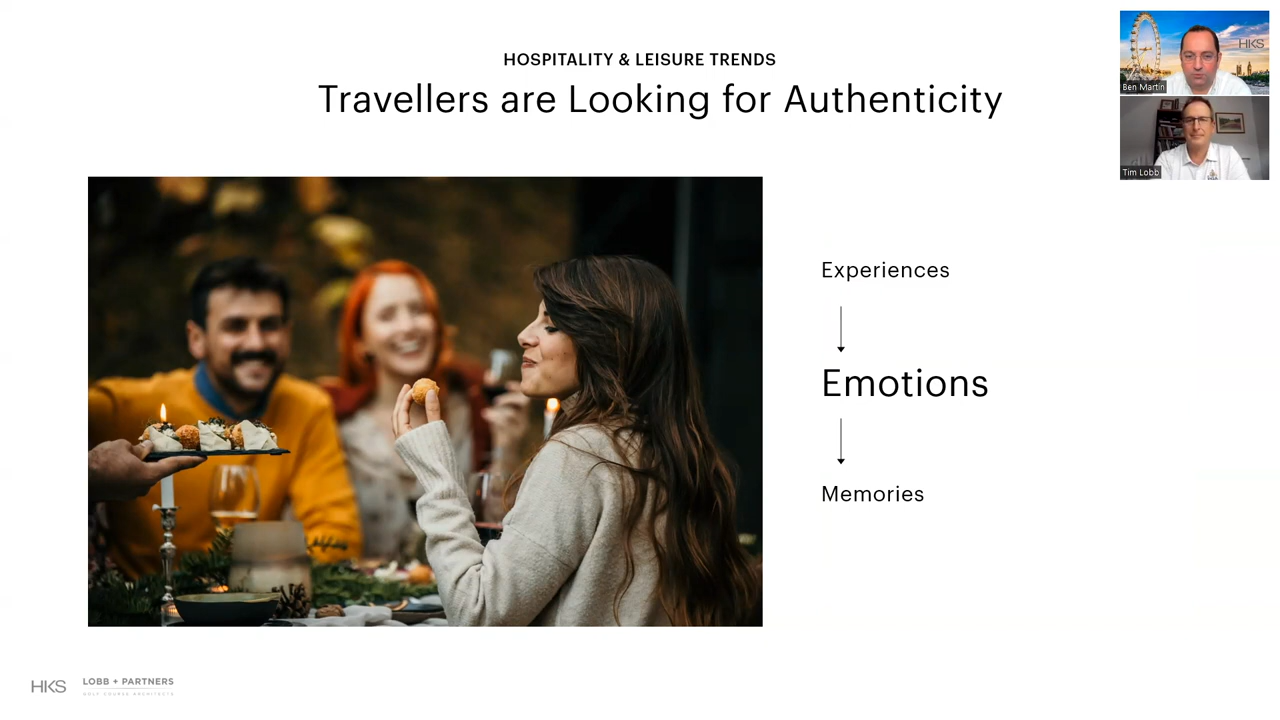 HOSPITALITY & LEISURE TRENDS
Travellers are Looking for Authenticity
HKS
Ben Martin
Tim Lobb
Experiences
Emotions
Memories
HKS
LOBB + PARTNERS
GOLF COURSE ARCHITECTS